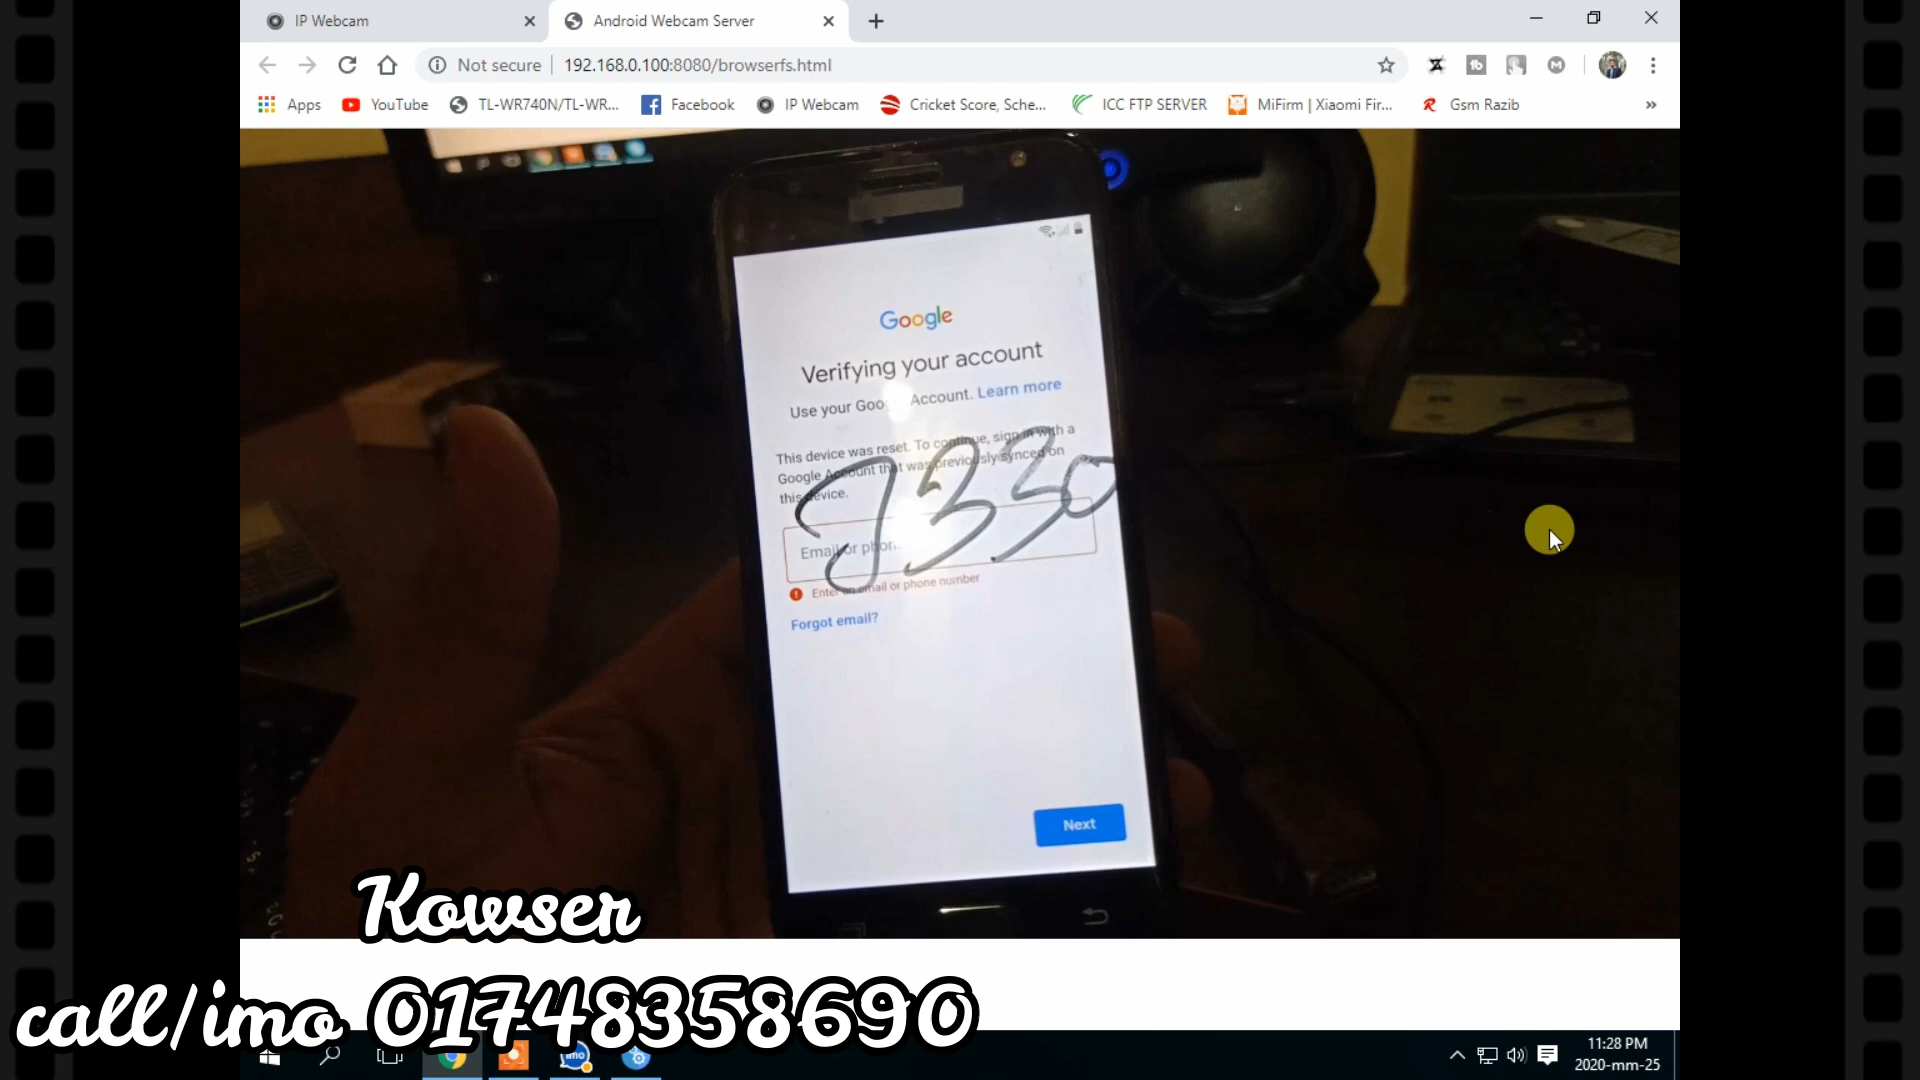 IP Webcam
Android Webcam Server
Not secure
192.168.0.100:8080/browserfs.html
Apps
YouTube
TL-WR740N/TL-WR...
Facebook
IP Webcam
Cricket Score, Sche...
ICC FTP SERVER
MiFirm | Xiaomi Fir...
Gsm Razib
Google
Verifying your account
Use your Account. Learn more
This device was reset. To continue, sign in with a
Google Account that was previously synced on
this device.
J330
Email or phone
Enter an email or phone number
Forgot email?
Next
Kowser
call/imo 01748358690
imo
11:28 PM
2020-mm-25